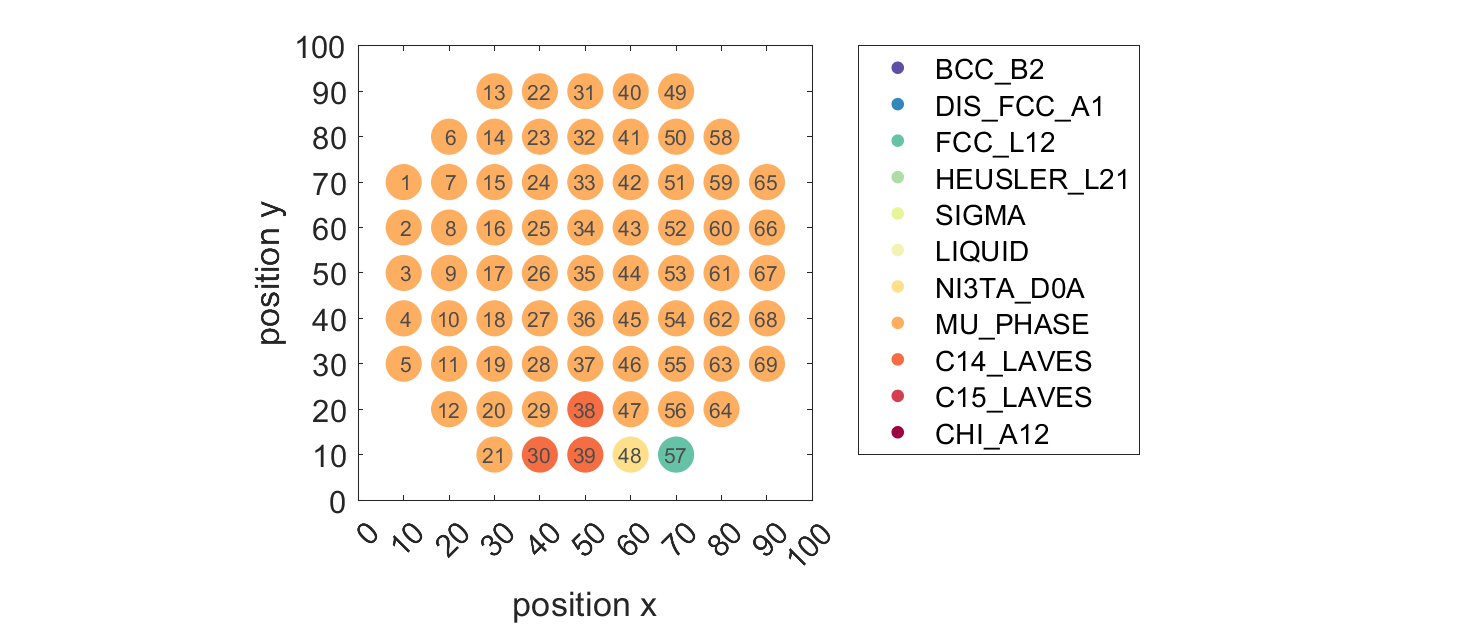 100
90
80
70
60
50
40
30
20
10
0
position y
13 22 31 40 49
6 14 23 32 41 50 58
1 7 15 24 33 42 51 59 65
2 8 16 25 34 43 52 60 66
3 9 17 26 35 44 53 61 67
4 10 18 27 36 45 54 62 68
5 11 19 28 37 46 55 63 69
12 20 29 38 47 56 64
21 30 39 48 57
0 10 20 30 40 50 60 70 80 90 100
position x
BCC_B2
DIS_FCC_A1
FCC_L12
HEUSLER_L21
SIGMA
LIQUID
NI3TA_D0A
MU_PHASE
C14_LAVES
C15_LAVES
CHI_A12